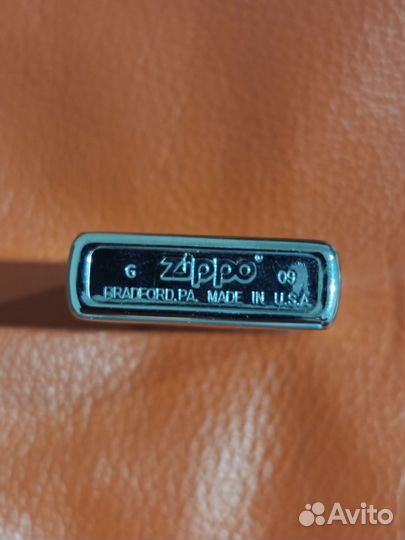 G Zippo® 09
BRADFORD,PA. MADE IN U.S.A
Avito